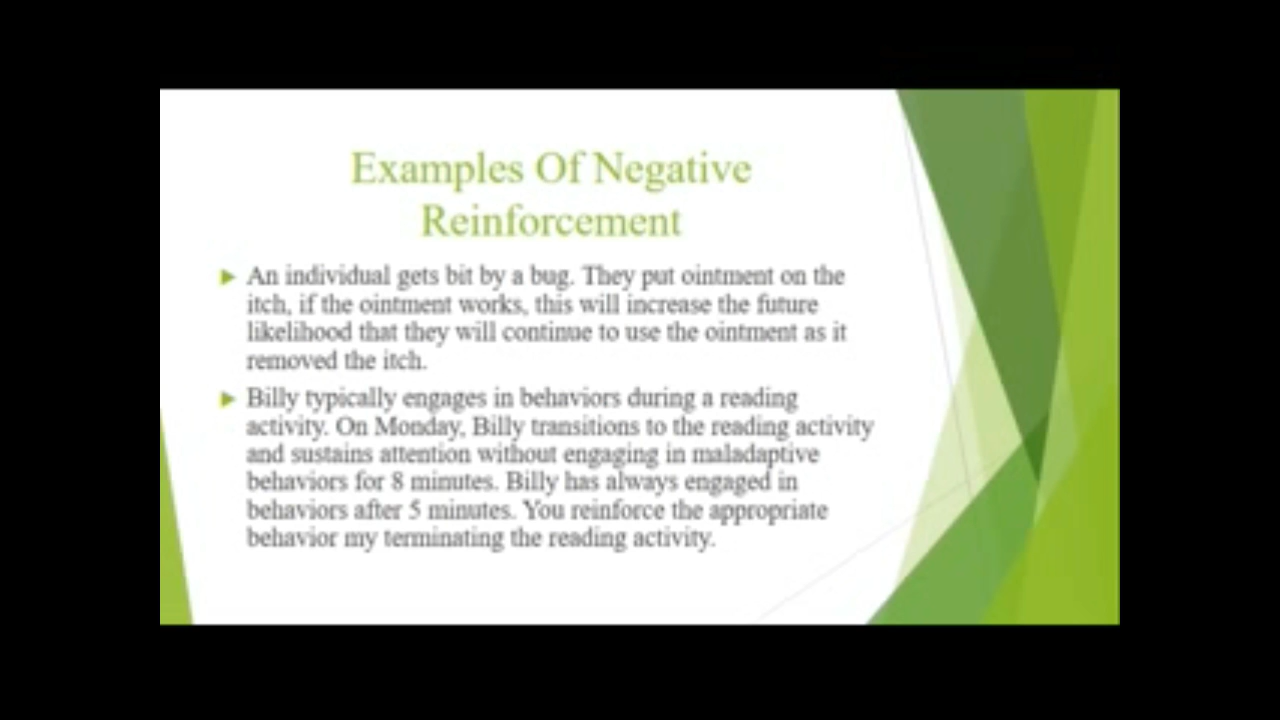 Examples Of Negative
Reinforcement
An individual gets bit by a bug. They put ointment on the
itch, if the ointment works, this will increase the future
likelihood that they will continue to use the ointment as it
removed the itch.
Billy typically engages in behaviors during a reading
activity. On Monday, Billy transitions to the reading activity
and sustains attention without engaging in maladaptive
behaviors for 8 minutes. Billy has always engaged in
behaviors after 5 minutes. You reinforce the appropriate
behavior my terminating the reading activity.